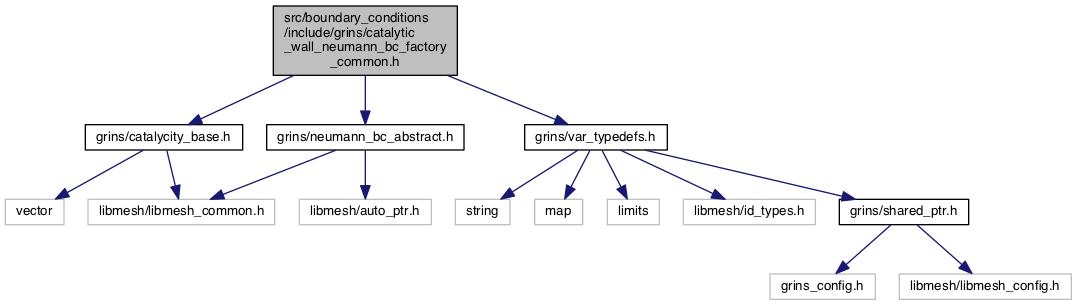 src/boundary_conditions
/include/grins/catalytic
_wall_neumann_bc_factory
_common.h
grins/catalycity_base.h
grins/neumann_bc_abstract.h
grins/var_typedefs.h
vector
libmesh/libmesh_common.h
libmesh/auto_ptr.h
string
map
limits
libmesh/id_types.h
grins/shared_ptr.h
grins_config.h
libmesh/libmesh_config.h